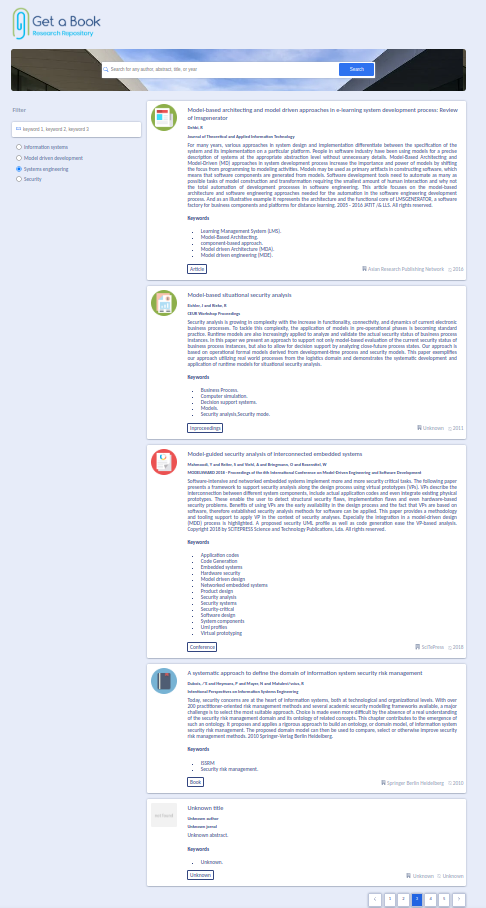 Get a Book
Research Repository
Search for any author, abstract, title, or year
Search
Filter
keyword 1, keyword 2, keyword 3
Information systems
Model driven development
Systems engineering
Security
Model-based architecting and model driven approaches in e-learning system development process: Review
of Imsgenerator
Dehbi, R
Journal of Theoretical and Applied Information Technology
For many years, various approaches in system design and implementation differentiate between the specification of the
system and its implementation on a particular platform. People in software industry have been using models for a precise
description of systems at the appropriate abstraction level without unnecessary details. Model-Based Architecting and
Model-Driven (MD) approaches in system development process increase the importance and power of models by shifting
the focus from programming to modeling activities. Models may be used as primary artifacts in constructing software, which
means that software components are generated from models. Software development tools need to automate as many as
possible tasks of model construction and transformation requiring the smallest amount of human interaction and why not
the total automation of development processes in software engineering. This article focuses on the model-based
architecture and software engineering approaches needed for the automation in the software engineering development
process. And as an illustrative example it represents the architecture and the functional core of LMSGENERATOR, a software
factory for business components and platforms for distance learning. 2005 - 2016 JATIT /& LLS. All rights reserved.
Keywords
Learning Management System (LMS).
Model-Based Architecting.
component-based approach.
Model driven Architecture (MDA).
Model driven engineering (MDE).
Article
Asian Research Publishing Network 2016
Model-based situational security analysis
Eichler, J and Rieke, R
CEUR Workshop Proceedings
Security analysis is growing in complexity with the increase in functionality, connectivity, and dynamics of current electronic
business processes. To tackle this complexity, the application of models in pre-operational phases is becoming standard
practice. Runtime models are also increasingly applied to analyze and validate the actual security status of business process
instances. In this paper we present an approach to support not only model-based evaluation of the current security status of
business process instances, but also to allow for decision support by analyzing close-future process states. Our approach is
based on operational formal models derived from development-time process and security models. This paper exemplifies
our approach utilizing real world processes from the logistics domain and demonstrates the systematic development and
application of runtime models for situational security analysis.
Keywords
Business Process.
Computer simulation.
Decision support systems.
Models.
Security analysis;Security mode.
Inproceedings
Unknown 2011
Model-guided security analysis of interconnected embedded systems
MODELSWARD 2018 - Proceedings of the 6th International Conference on Model-Driven Engineering and Software Development
Software-intensive and networked embedded systems implement more and more security critical tasks. The following paper
presents a framework to support security analysis along the design process using virtual prototypes (VPs). VPs describe the
interconnection between different system components, include actual application codes and even integrate existing physical
prototypes. These enable the user to detect structural security flaws, implementation flaws and even hardware-based
security problems. Benefits of using VPs are the early availability in the design process and the fact that VPs are based on
software, therefore established security analysis methods for software can be applied. This paper provides a methodology
and tooling support to apply VP in the context of security analyses. Especially the integration in a model-driven design
(MDD) process is highlighted. A proposed security UML profile as well as code generation ease the VP-based analysis.
Copyright 2018 by SCITEPRESS Science and Technology Publications, Lda. All rights reserved.
Keywords
Application codes
Code Generation
Embedded systems
Hardware security
Model driven design
Networked embedded systems
Product design
Security analysis
Security systems
Security-critical
Software design
System components
Uml profiles
Virtual prototyping
Conference
SciTePress 2018
A systematic approach to define the domain of information system security risk management
Intentional Perspectives on Information Systems Engineering
Today, security concerns are at the heart of information systems, both at technological and organizational levels. With over
200 practitioner-oriented risk management methods and several academic security modelling frameworks available, a major
challenge is to select the most suitable approach. Choice is made even more difficult by the absence of a real understanding
of the security risk management domain and its ontology of related concepts. This chapter contributes to the emergence of
such an ontology. It proposes and applies a rigorous approach to build an ontology, or domain model, of information system
security risk management. The proposed domain model can then be used to compare, select or otherwise improve security
risk management methods. 2010 Springer-Verlag Berlin Heidelberg.
Keywords
ISSRM
Security risk management.
Book
Springer Berlin Heidelberg 2010
Unknown title
Unknown author
Unknown jornal
Unknown abstract.
Keywords
Unknown.
Unknown
Unknown Unknown
‹ 1 2 3 4 5 ›